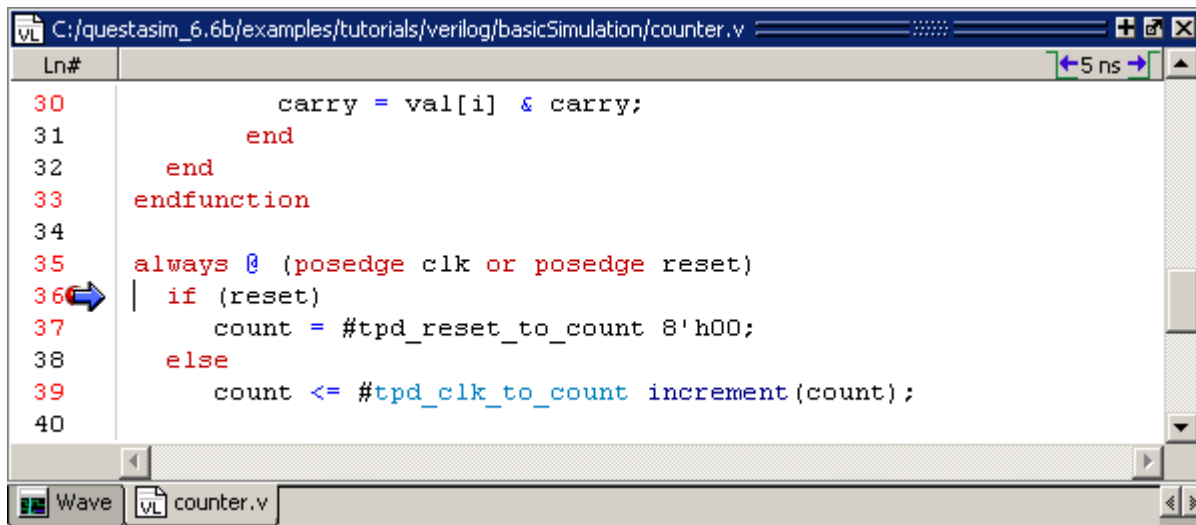 C:/questasim_6.6b/examples/tutorials/verilog/basicSimulation/counter.v
Ln#
5 ns
30 carry = val[i] & carry;
31 end
32 end
33 endfunction
34
35 always @ (posedge clk or posedge reset)
36 if (reset)
37 count = #tpd_reset_to_count 8'h00;
38 else
39 count <= #tpd_clk_to_count increment(count);
40
Wave
VL counter.v